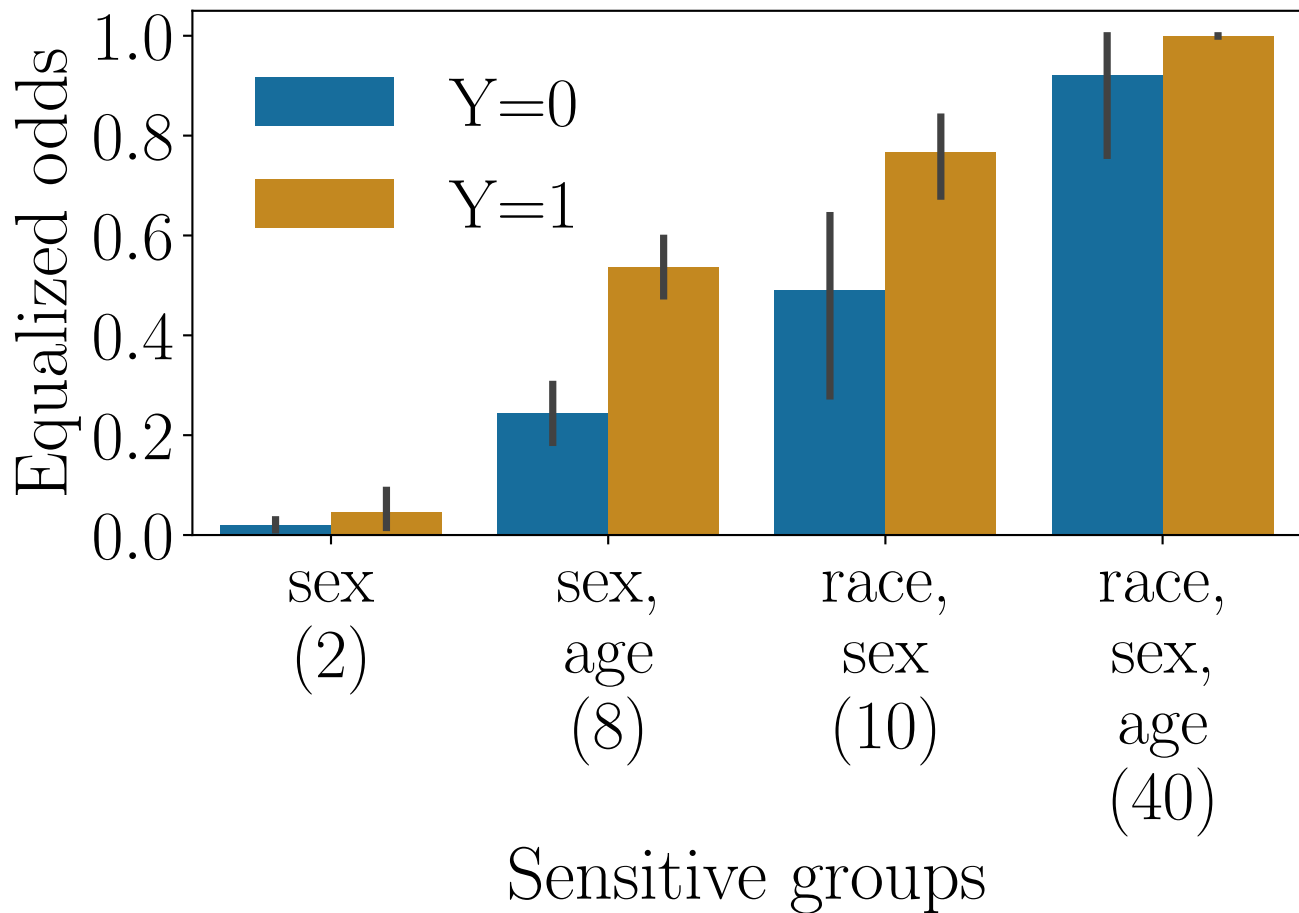 Equalized odds
1.0
0.8
0.6
0.4
0.2
0.0
Y=0
Y=1
sex
(2)
sex,
age
(8)
race,
sex
(10)
race,
sex,
age
(40)
Sensitive groups